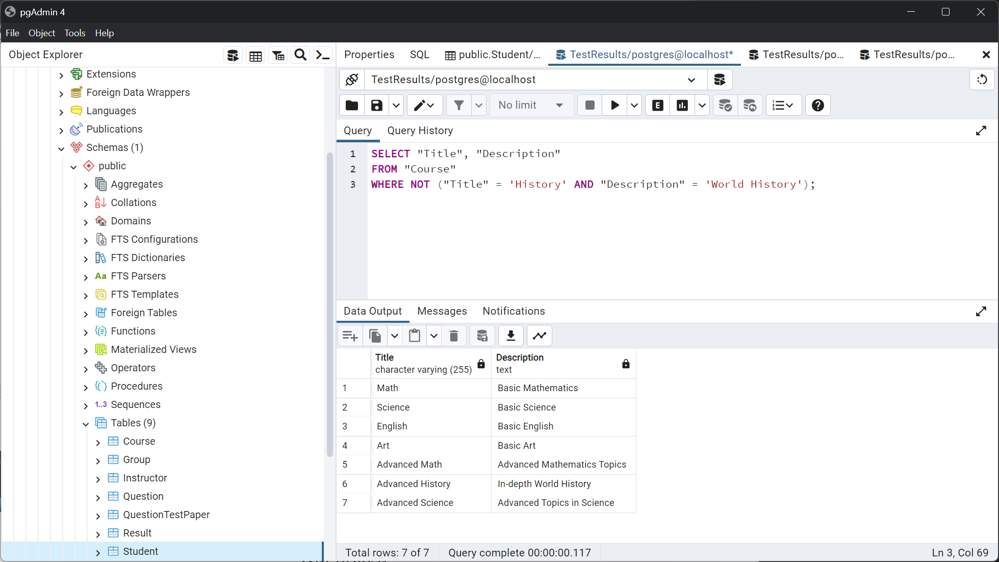 pgAdmin 4
File Object Tools Help
Object Explorer
Properties SQL public.Student/... TestResults/postgres@localhost* TestResults/po... TestResults/po...
TestResults/postgres@localhost
No limit
E
Query Query History
1 SELECT "Title", "Description"
2 FROM "Course"
3 WHERE NOT ("Title" = 'History' AND "Description" = 'World History');
Extensions
Foreign Data Wrappers
Languages
Publications
Schemas (1)
public
Aggregates
Collations
Domains
FTS Configurations
FTS Dictionaries
Aa FTS Parsers
FTS Templates
Foreign Tables
Functions
Materialized Views
Operators
Procedures
1..3 Sequences
Tables (9)
Course
Group
Instructor
Question
QuestionTestPaper
Result
Student
Data Output Messages Notifications
Title Description
character varying (255) text
1 Math Basic Mathematics
2 Science Basic Science
3 English Basic English
4 Art Basic Art
5 Advanced Math Advanced Mathematics Topics
6 Advanced History In-depth World History
7 Advanced Science Advanced Topics in Science
Total rows: 7 of 7 Query complete 00:00:00.117 Ln 3, Col 69